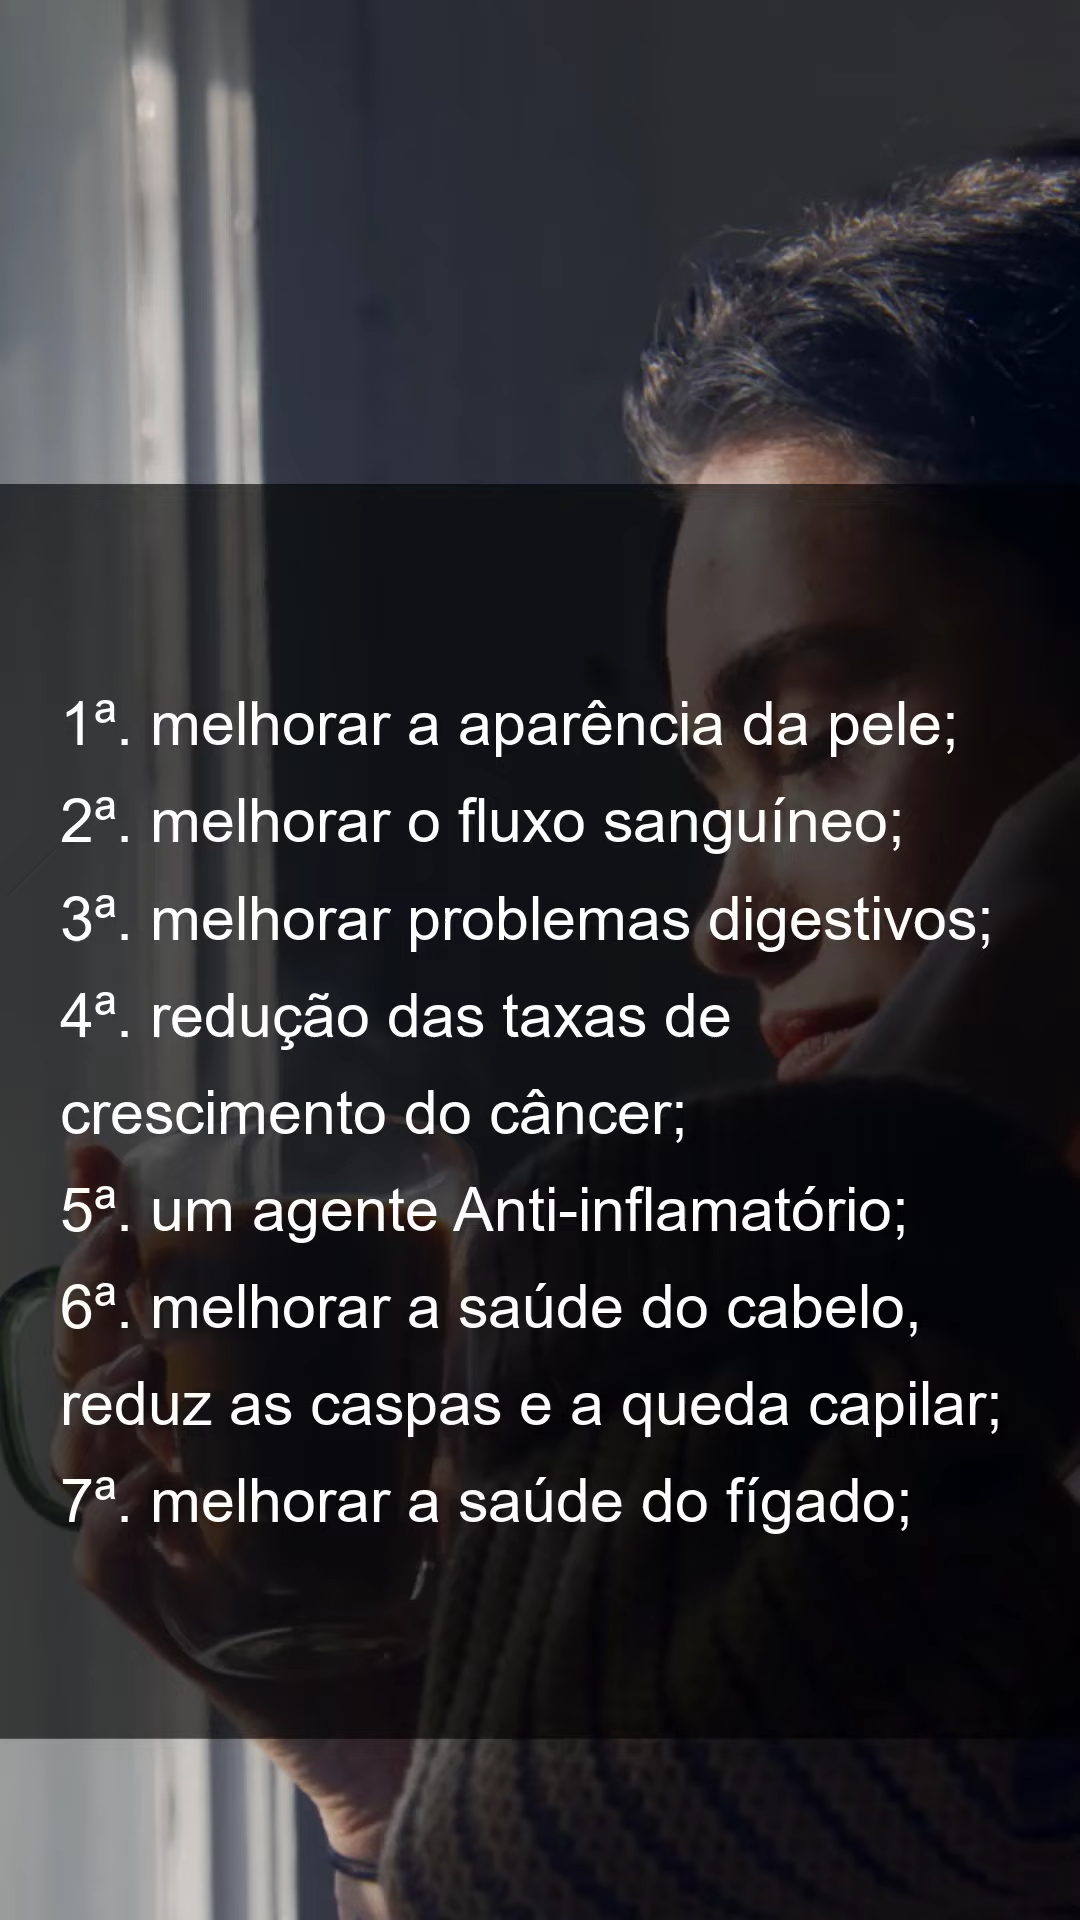 1ª. melhorar a aparência da pele;
2ª. melhorar o fluxo sanguíneo;
3ª. melhorar problemas digestivos;
4ª. redução das taxas de
crescimento do câncer;
5ª. um agente Anti-inflamatório;
6ª. melhorar a saúde do cabelo,
reduz as caspas e a queda capilar;
7ª. melhorar a saúde do fígado;